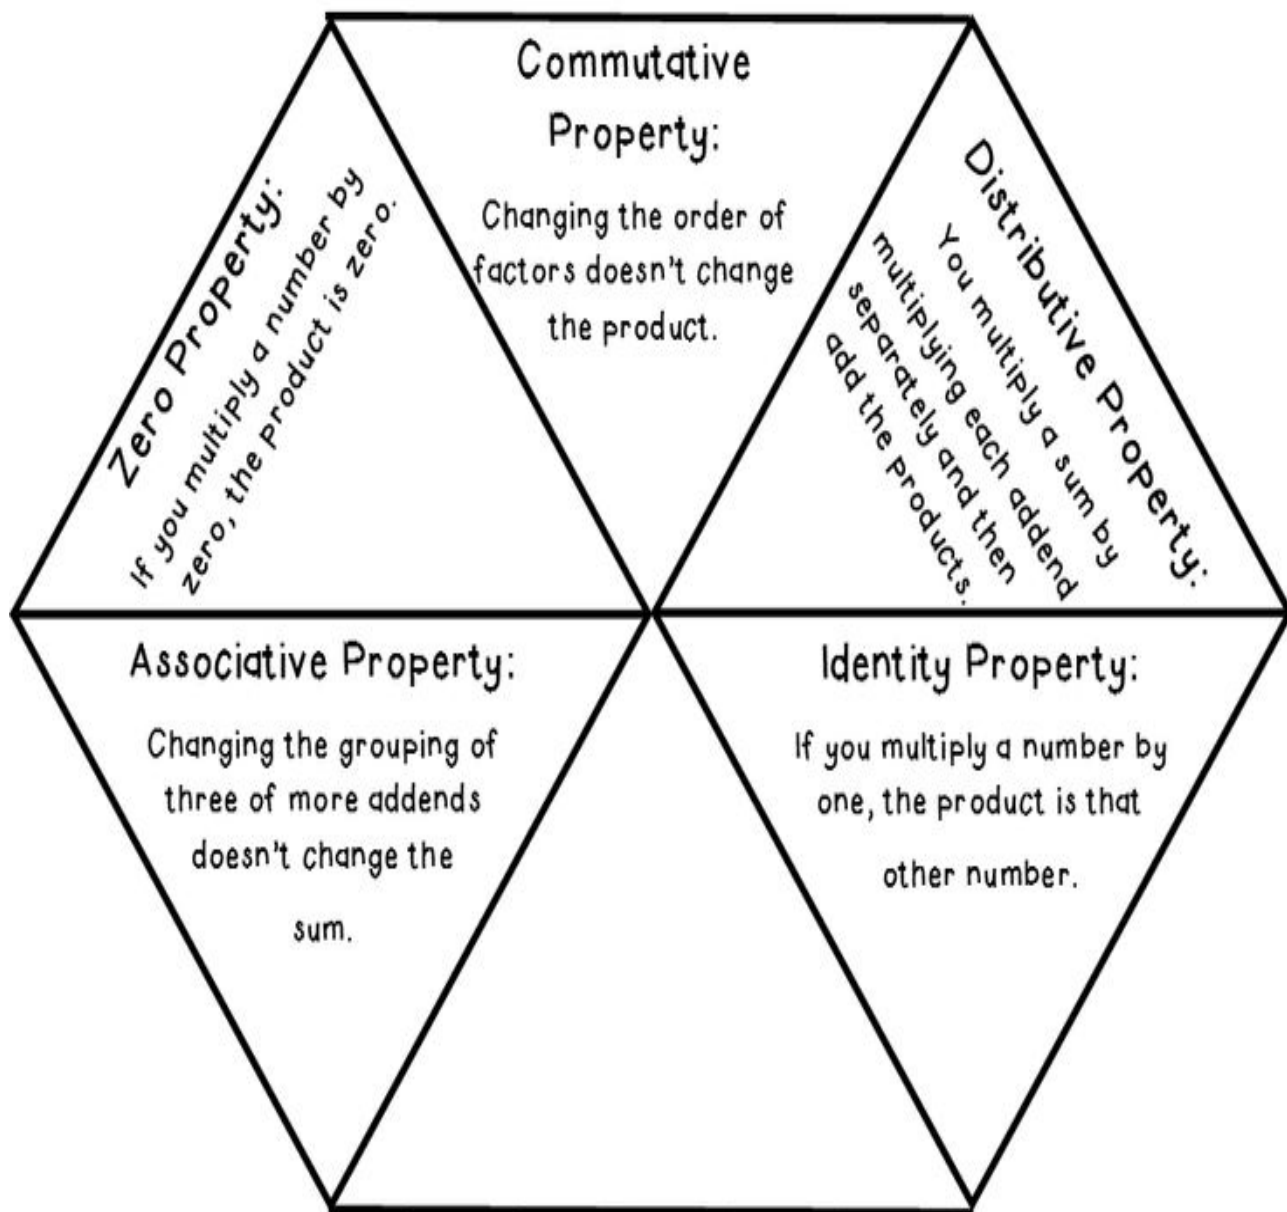 Commutative
Property:
Changing the order of
factors doesn't change
the product.
Zero Property:
If you multiply a number by
zero, the product is zero.
Distributive Property:
You multiply a sum by
multiplying each addend
separately and then
add the products.
Associative Property:
Changing the grouping of
three of more addends
doesn't change the
sum.
Identity Property:
If you multiply a number by
one, the product is that
other number.